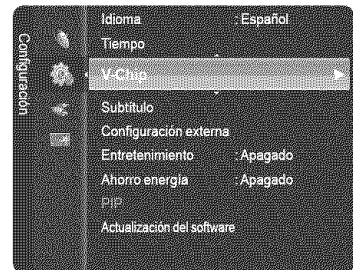 Configuración
Idioma : Español
Tiempo
V-Chip
Subtítulo
Configuración externa
Entretenimiento : Apagado
Ahorro energía : Apagado
PIP
Actualización del software